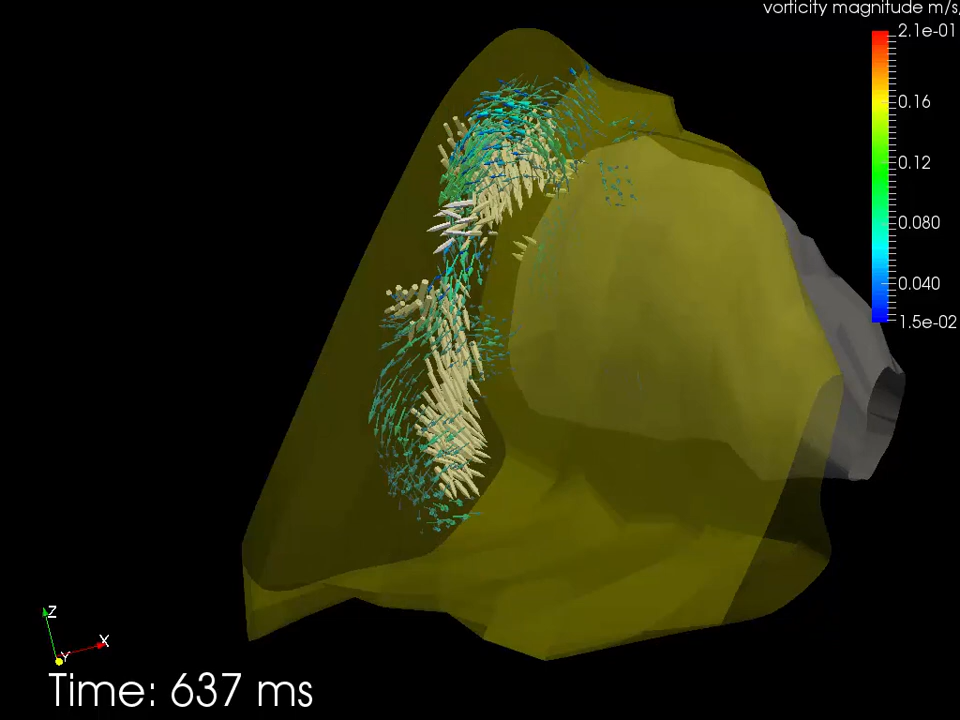 vorticity magnitude m/s
2.1e-01
0.16
0.12
0.080
0.040
1.5e-02
Z
X
Y
Time: 637 ms